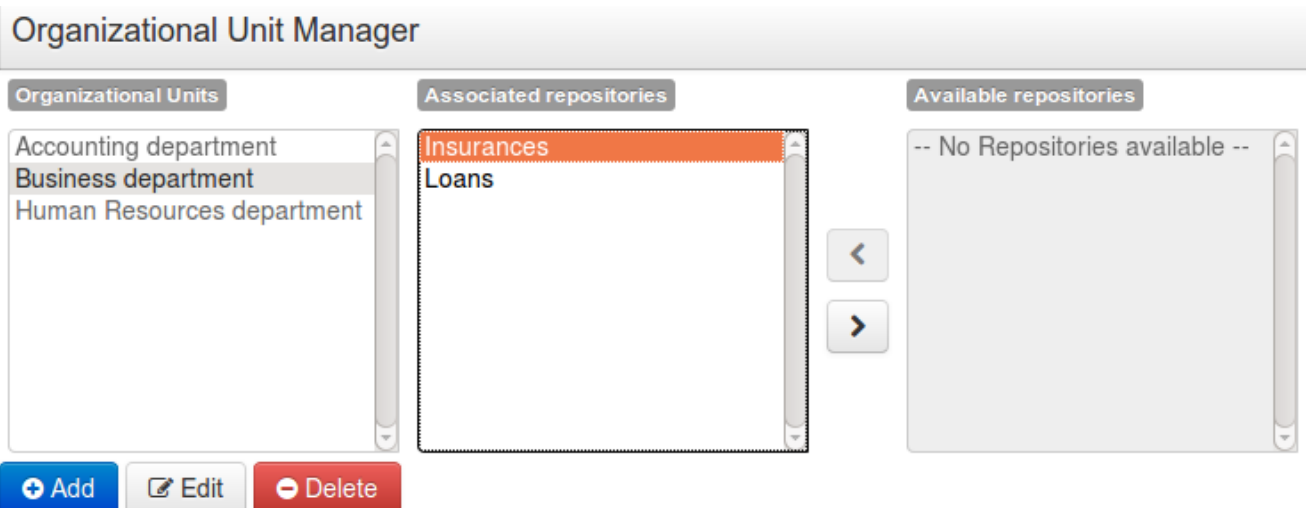 Organizational Unit Manager
Organizational Units
Associated repositories
Available repositories
Accounting department
Business department
Human Resources department
Insurances
Loans
-- No Repositories available --
Add
Edit
Delete